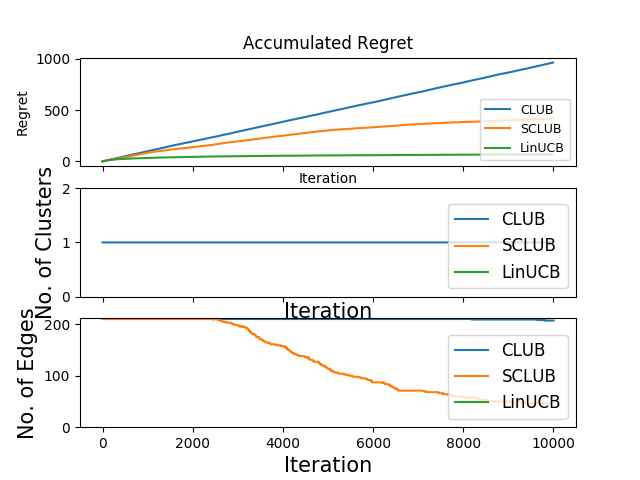 Accumulated Regret
1000
500
0
Regret
CLUB
SCLUB
LinUCB
Iteration
2
1
0
No. of Clusters
CLUB
SCLUB
LinUCB
Iteration
200
100
0
No. of Edges
CLUB
SCLUB
LinUCB
0 2000 4000 6000 8000 10000
Iteration